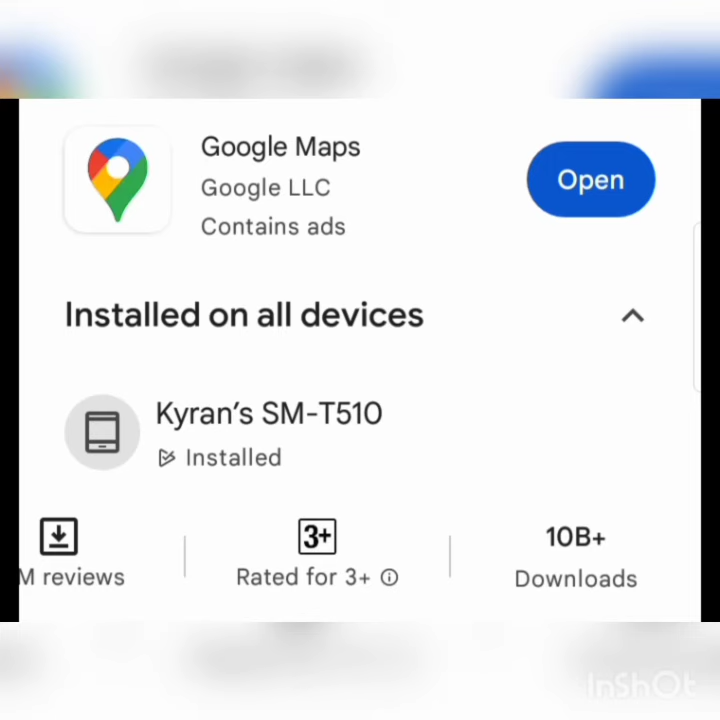 Google Maps
Google LLC
Contains ads
Open
Installed on all devices
Kyran's SM-T510
Installed
M reviews
3+
Rated for 3+
10B+
Downloads
InShOt